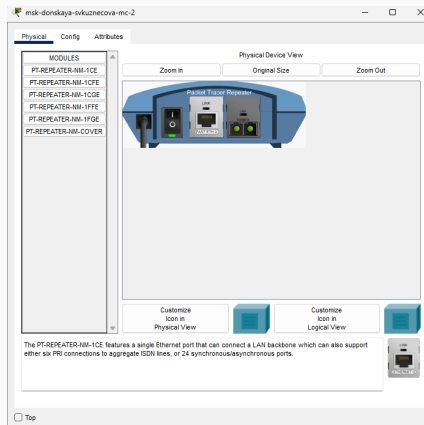 msk-donskaya-svkuznecova-mc-2
Physical Config Attributes
MODULES
PT-REPEATER-NM-1CE
PT-REPEATER-NM-1CFE
PT-REPEATER-NM-1CGE
PT-REPEATER-NM-1FFE
PT-REPEATER-NM-1FGE
PT-REPEATER-NM-COVER
Physical Device View
Zoom In Original Size Zoom Out
Packet Tracer
Repeater
LINK
Customize
Icon in
Physical View
Customize
Icon in
Logical View
The PT-REPEATER-NM-1CE features a single Ethernet port that can connect a LAN backbone which can also support
either six PRI connections to aggregate ISDN lines, or 24 synchronous/asynchronous ports.
LINK
Top